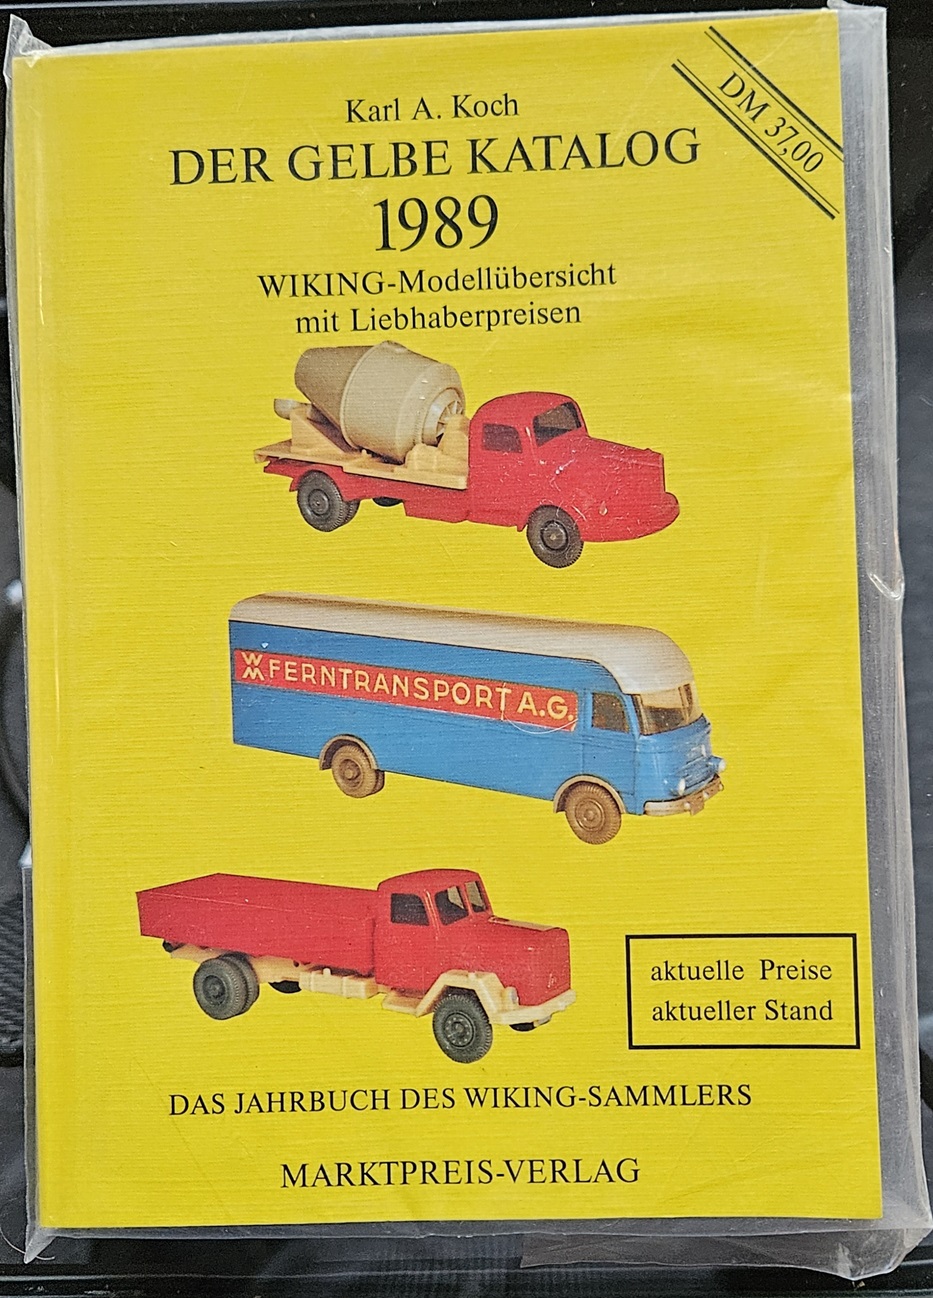 DM 37,00
Karl A. Koch
DER GELBE KATALOG
1989
WIKING-Modellübersicht
mit Liebhaberpreisen
WM FERNTRANSPORT A.G.
aktuelle Preise
aktueller Stand
DAS JAHRBUCH DES WIKING-SAMMLERS
MARKTPREIS-VERLAG